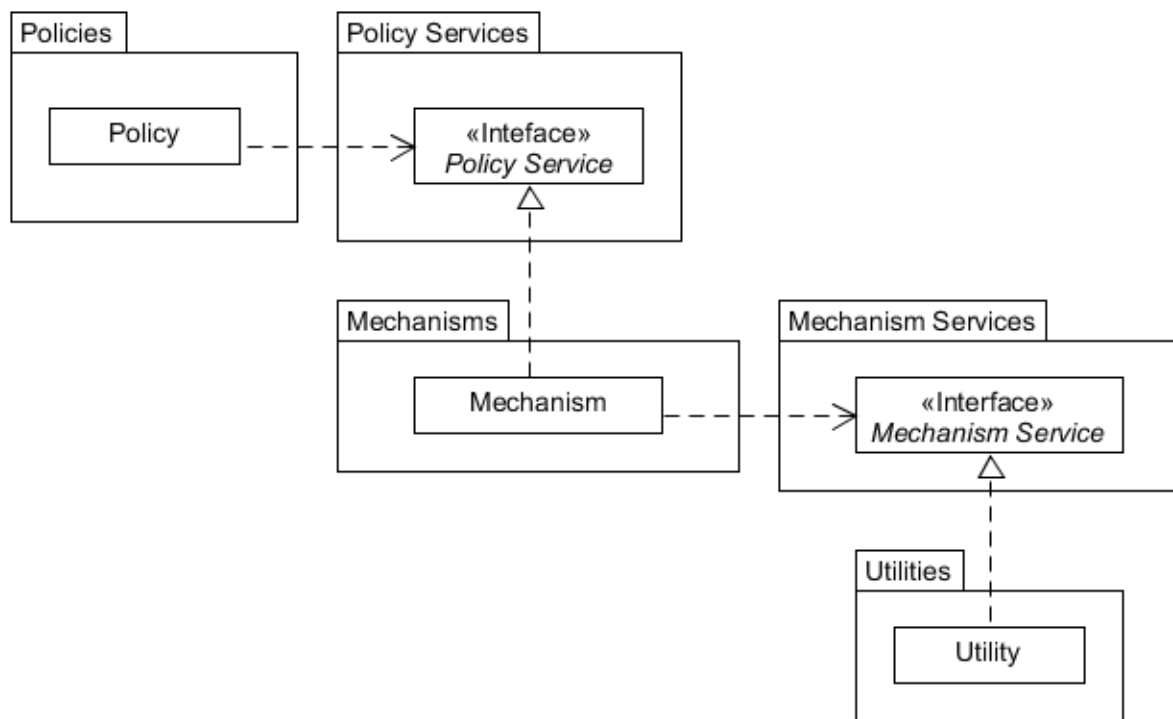 Policies
Policy Services
Policy
«Inteface»
Policy Service
Mechanisms
Mechanism Services
Mechanism
«Interface»
Mechanism Service
Utilities
Utility